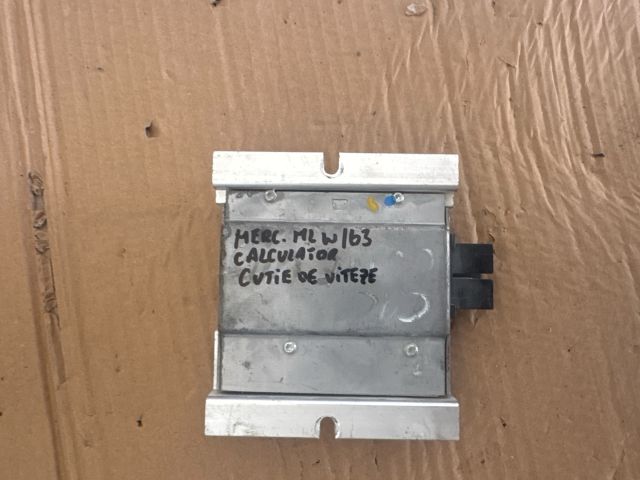 MERC. ML W163
CALCULATOR
CUTIE DE VITEZE